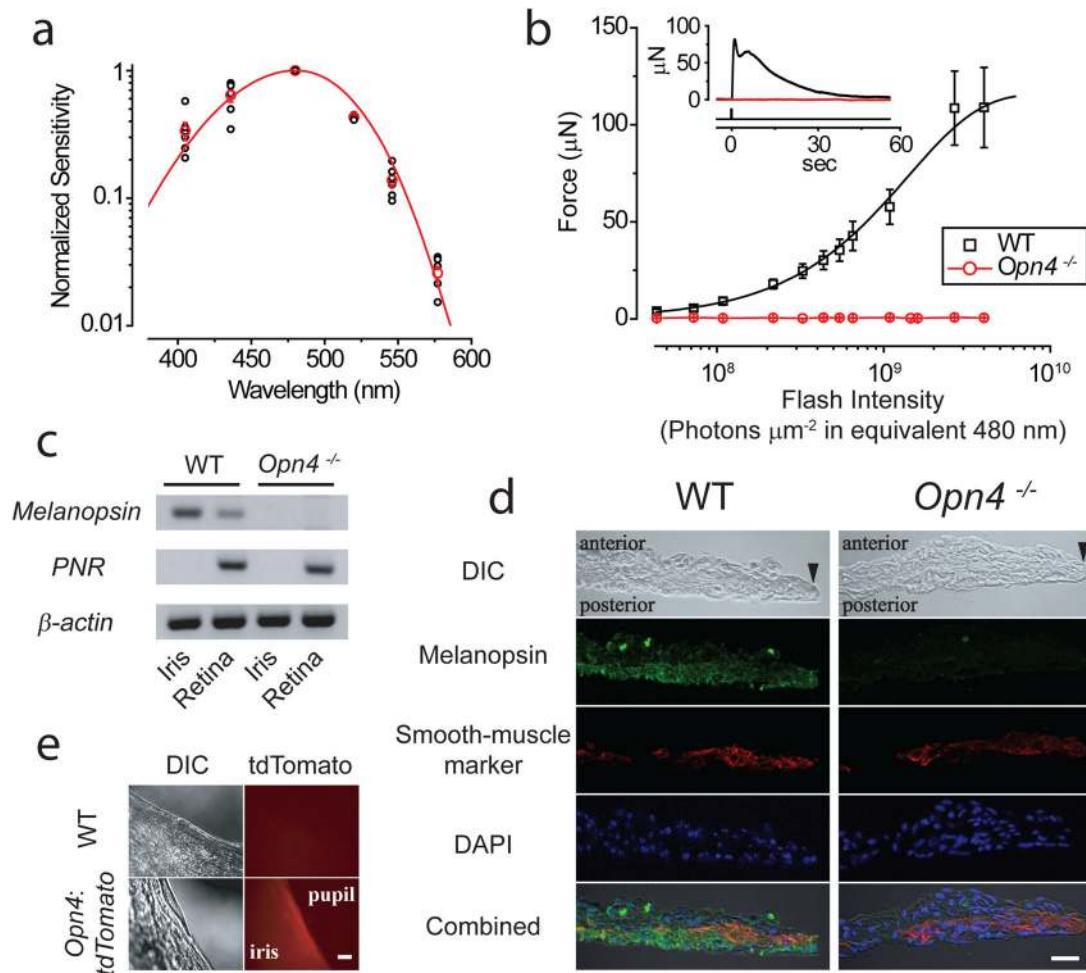 a
Normalized Sensitivity
1
0.1
0.01
400 450 500 550 600
Wavelength (nm)
b
μN
100
50
0
0 30 60
sec
Force (μN)
150
100
50
0
10⁸ 10⁹ 10¹⁰
Flash Intensity
(Photons μm⁻² in equivalent 480 nm)
WT
Opn4 ⁻/⁻
c
WT Opn4 ⁻/⁻
Melanopsin
PNR
β-actin
Iris
Retina
Iris
Retina
d
WT Opn4 ⁻/⁻
DIC
anterior
posterior
anterior
posterior
Melanopsin
Smooth-muscle
marker
DAPI
Combined
e
DIC tdTomato
WT
Opn4:
tdTomato
pupil
iris